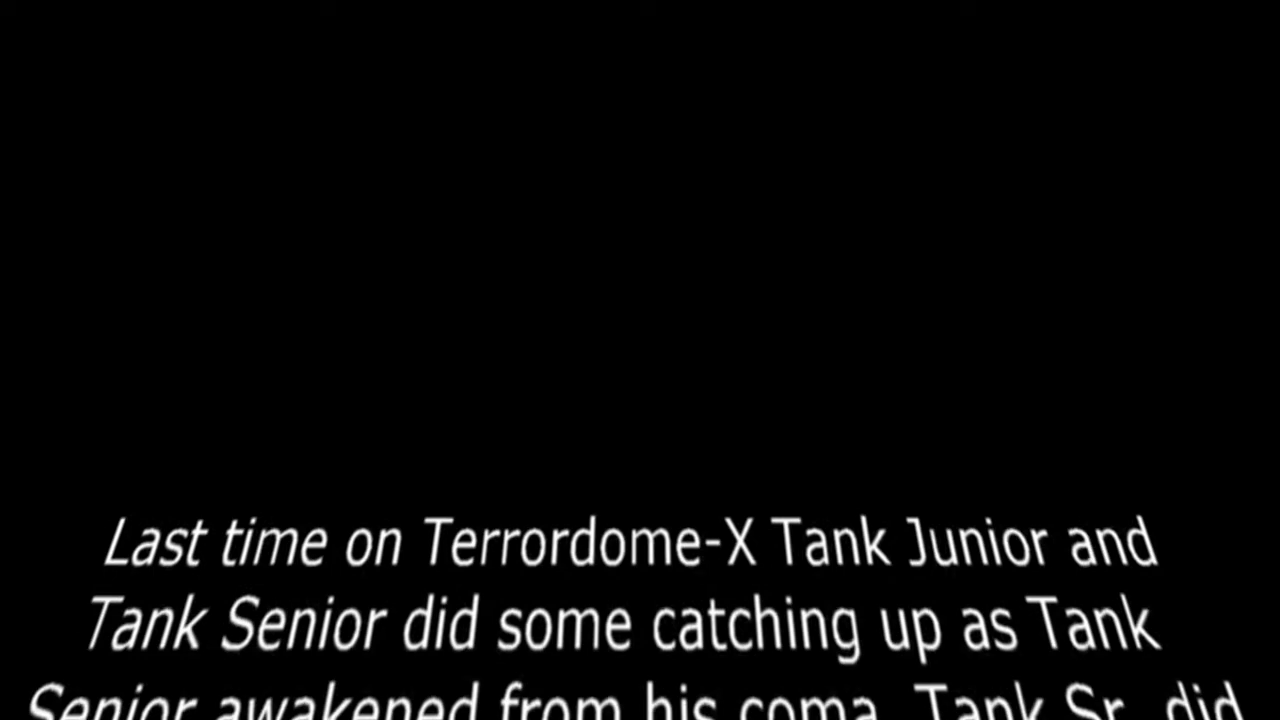 Last time on Terrordome-X Tank Junior and
Tank Senior did some catching up as Tank
Senior awakened from his coma. Tank Sr. did